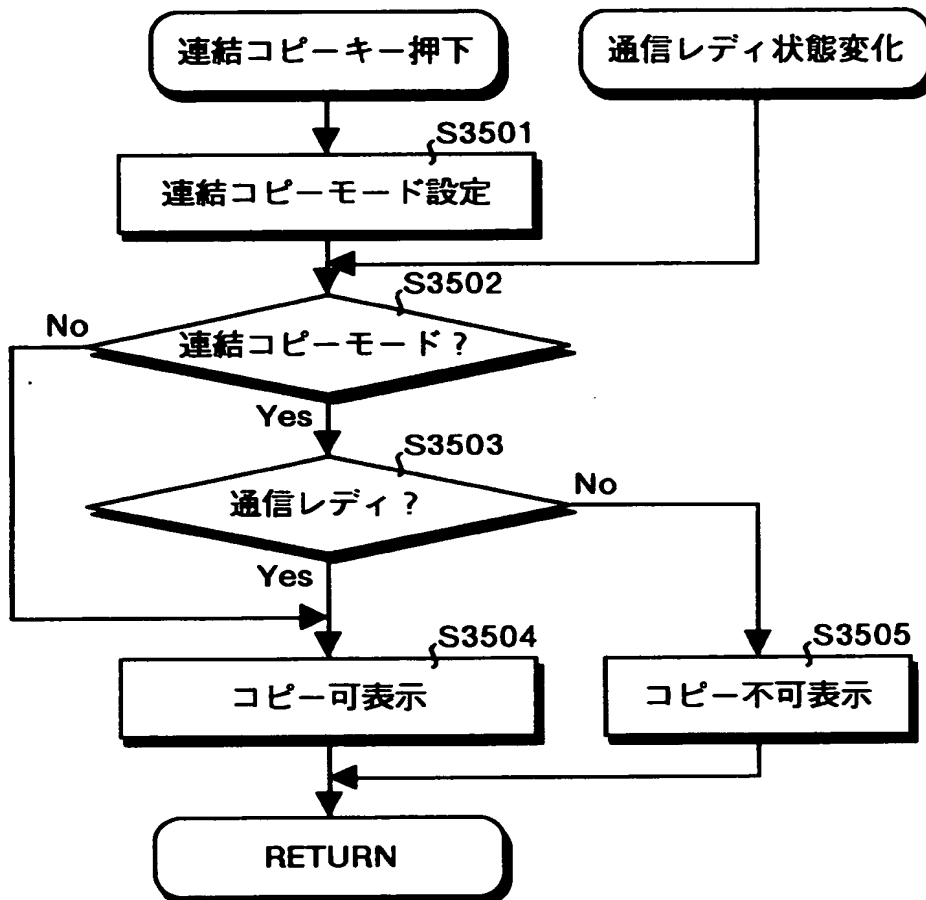 連結コピーキー押下
通信レディ状態変化
S3501
連結コピーモード設定
S3502
No
連結コピーモード？
Yes
S3503
通信レディ？
No
Yes
S3504
コピー可表示
S3505
コピー不可表示
RETURN